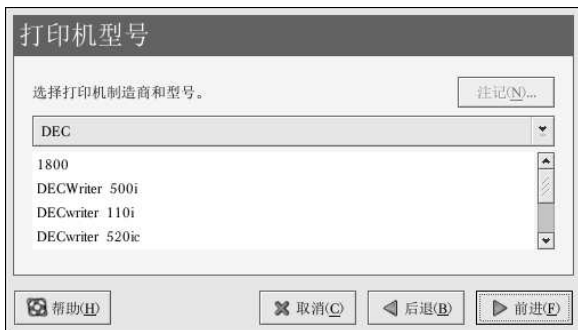 打印机型号
选择打印机制造商和型号。
注记(N)...
DEC
1800
DECWriter 500i
DECwriter 110i
DECwriter 520ic
帮助(H) 取消(C) 后退(B) 前进(F)